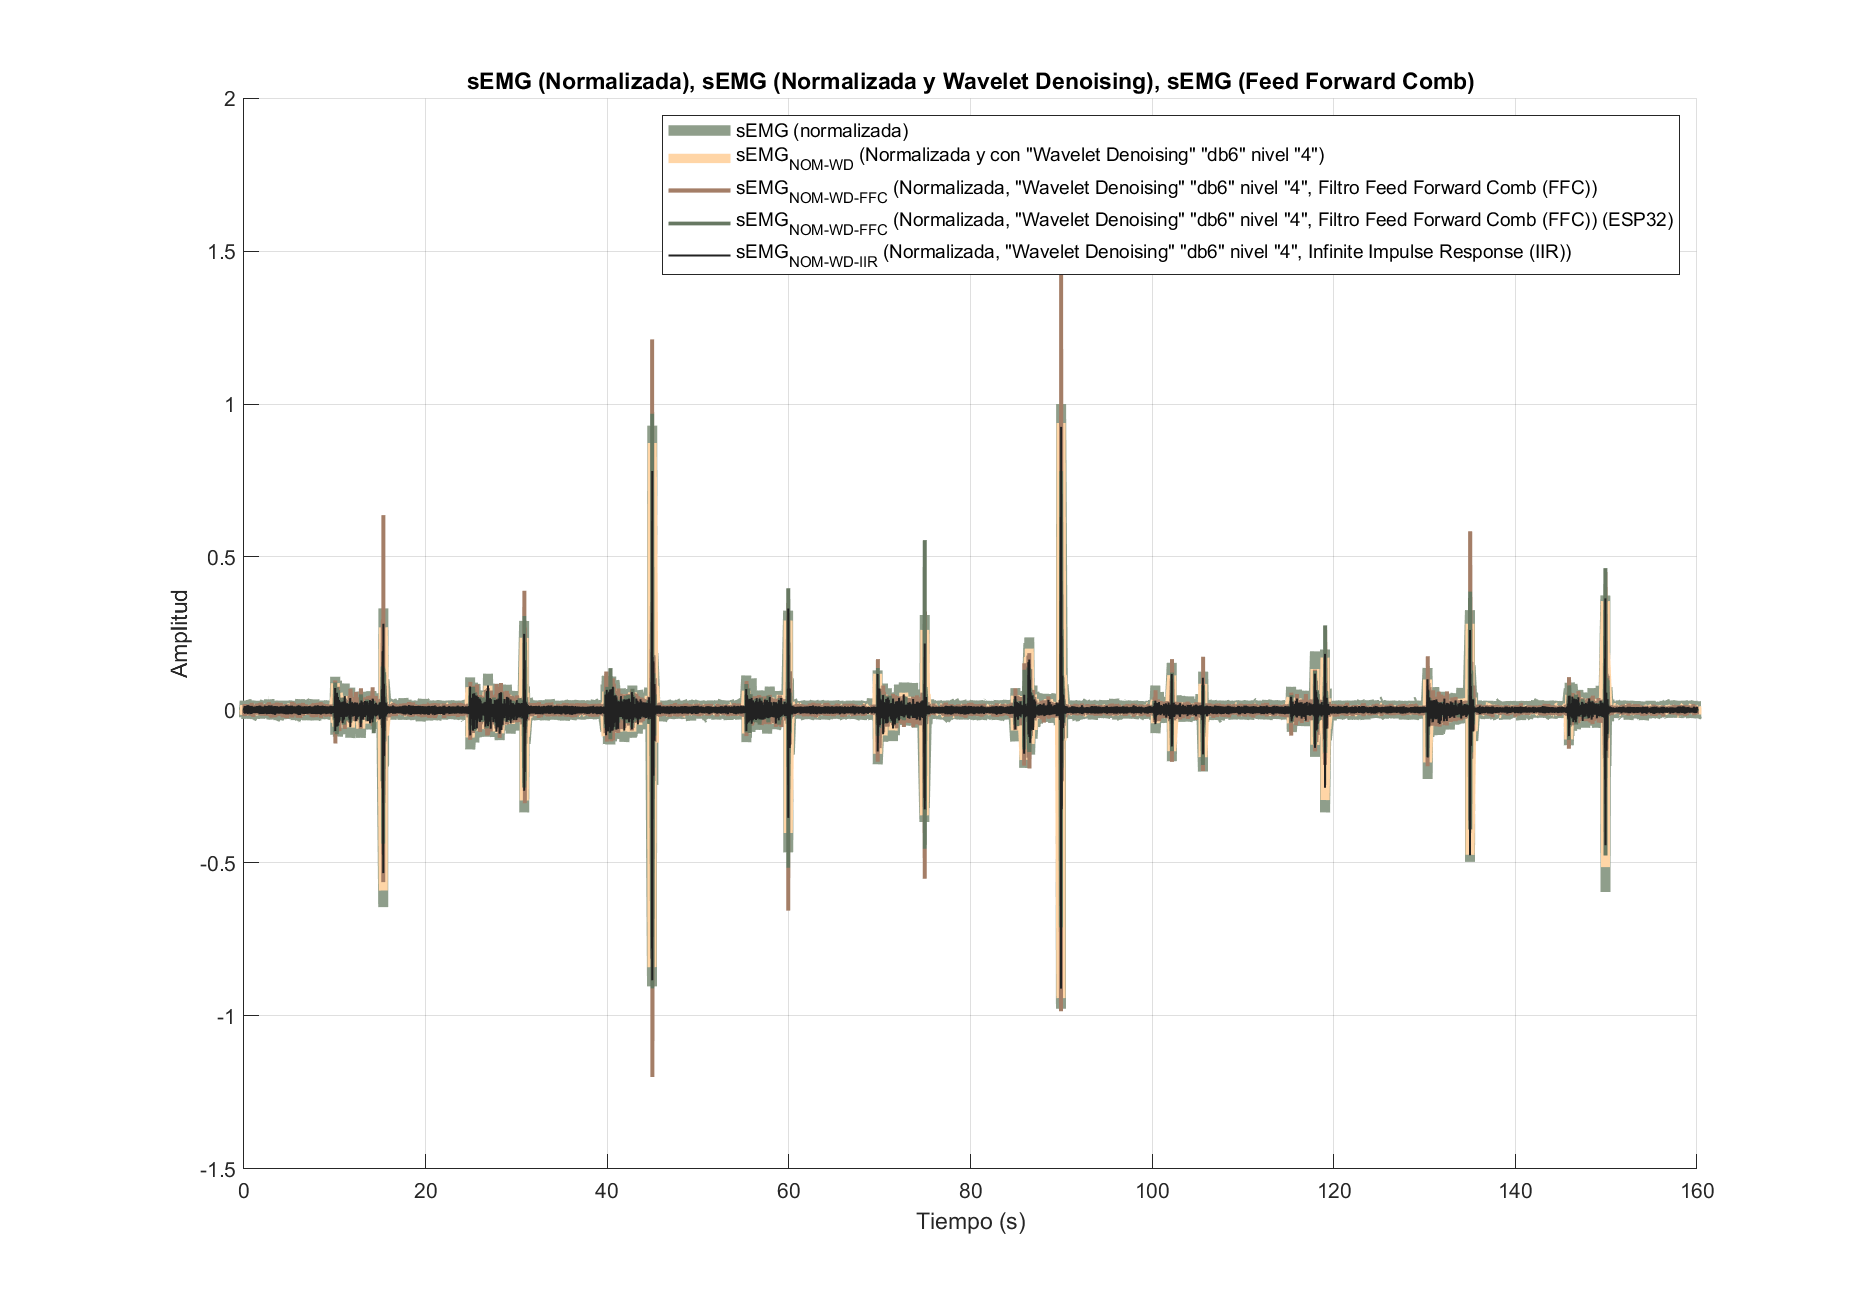 sEMG (Normalizada), sEMG (Normalizada y Wavelet Denoising), sEMG (Feed Forward Comb)
sEMG (normalizada)
sEMG_NOM-WD (Normalizada y con "Wavelet Denoising" "db6" nivel "4")
sEMG_NOM-WD-FFC (Normalizada, "Wavelet Denoising" "db6" nivel "4", Filtro Feed Forward Comb (FFC))
sEMG_NOM-WD-FFC (Normalizada, "Wavelet Denoising" "db6" nivel "4", Filtro Feed Forward Comb (FFC)) (ESP32)
sEMG_NOM-WD-IIR (Normalizada, "Wavelet Denoising" "db6" nivel "4", Infinite Impulse Response (IIR))
2
1.5
1
0.5
0
-0.5
-1
-1.5
Amplitud
0 20 40 60 80 100 120 140 160
Tiempo (s)